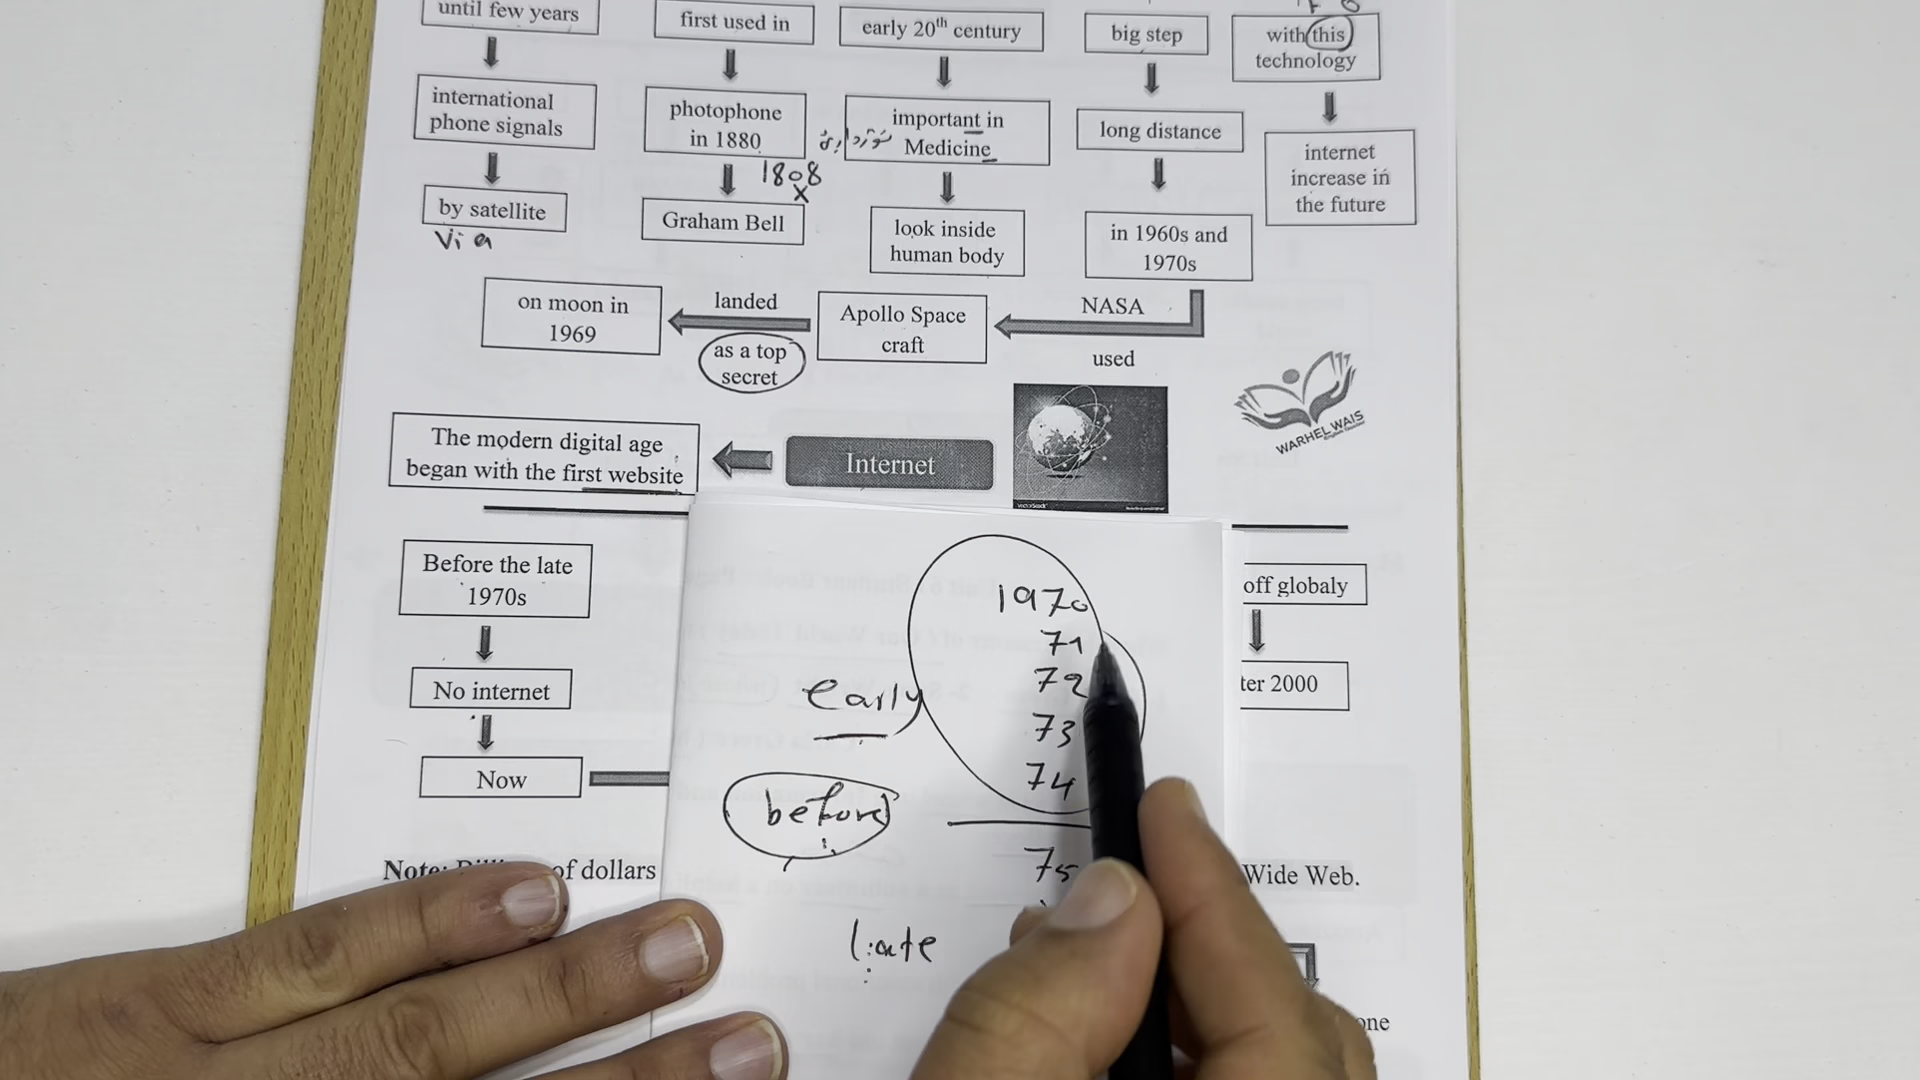 until few years
first used in
early 20th century
big step
with this
technology
international
phone signals
photophone
in 1880
important in
Medicine
long distance
internet
increase in
the future
1808
X
by satellite
via
Graham Bell
look inside
human body
in 1960s and
1970s
on moon in
1969
landed
as a top
secret
Apollo Space
craft
NASA
used
WARHEL WAIS
The modern digital age
began with the first website
Internet
Before the late
1970s
off globaly
1970
71
No internet
early
72
ter 2000
73
Now
74
before
75
Note:
of dollars
Wide Web.
late
one